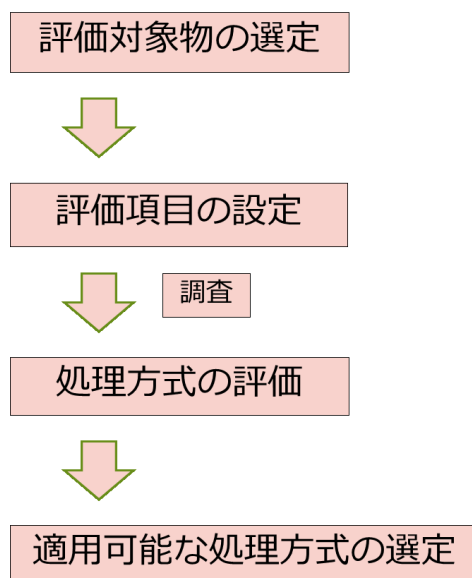 評価対象物の選定
評価項目の設定
調査
処理方式の評価
適用可能な処理方式の選定